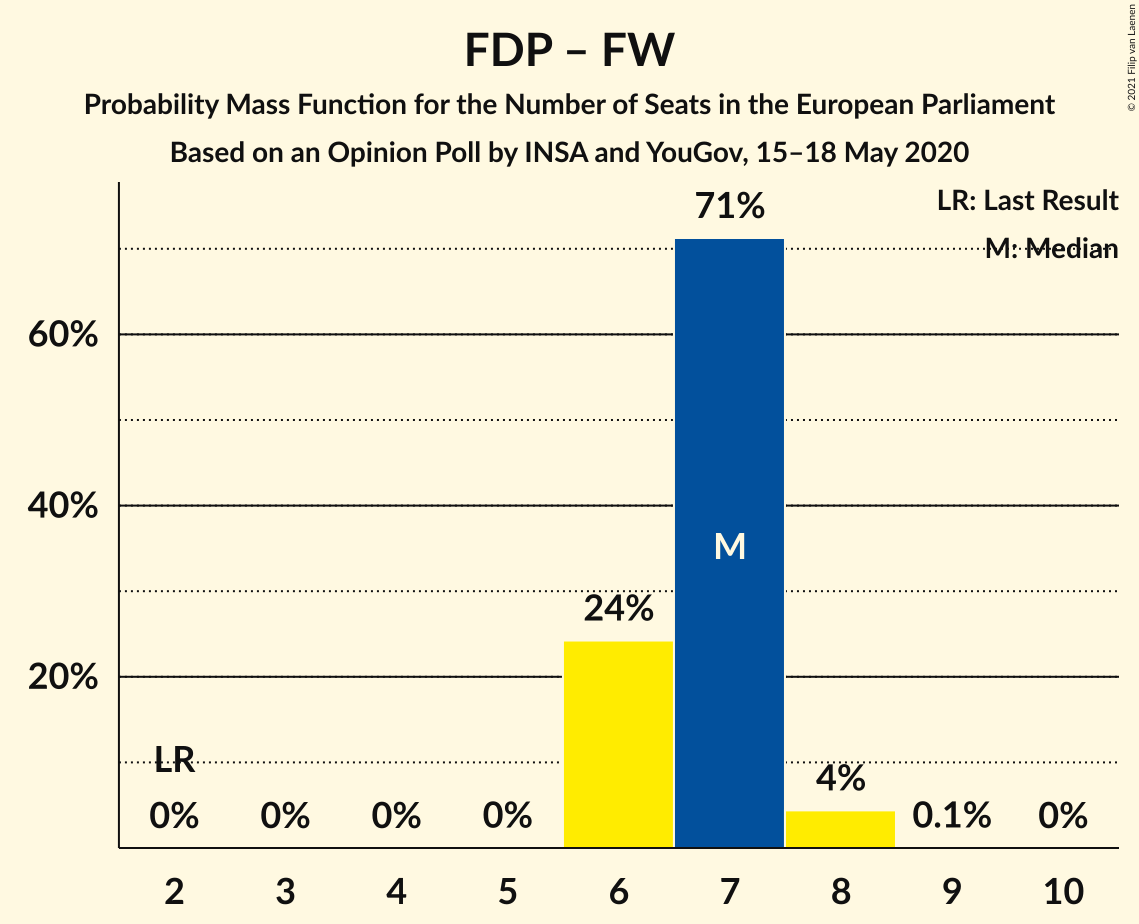 FDP – FW
Probability Mass Function for the Number of Seats in the European Parliament
Based on an Opinion Poll by INSA and YouGov, 15–18 May 2020
© 2021 Filip van Laenen
LR: Last Result
M: Median
71%
60%
40%
M
24%
20%
LR
4%
0% 0% 0% 0% 0.1% 0%
2 3 4 5 6 7 8 9 10